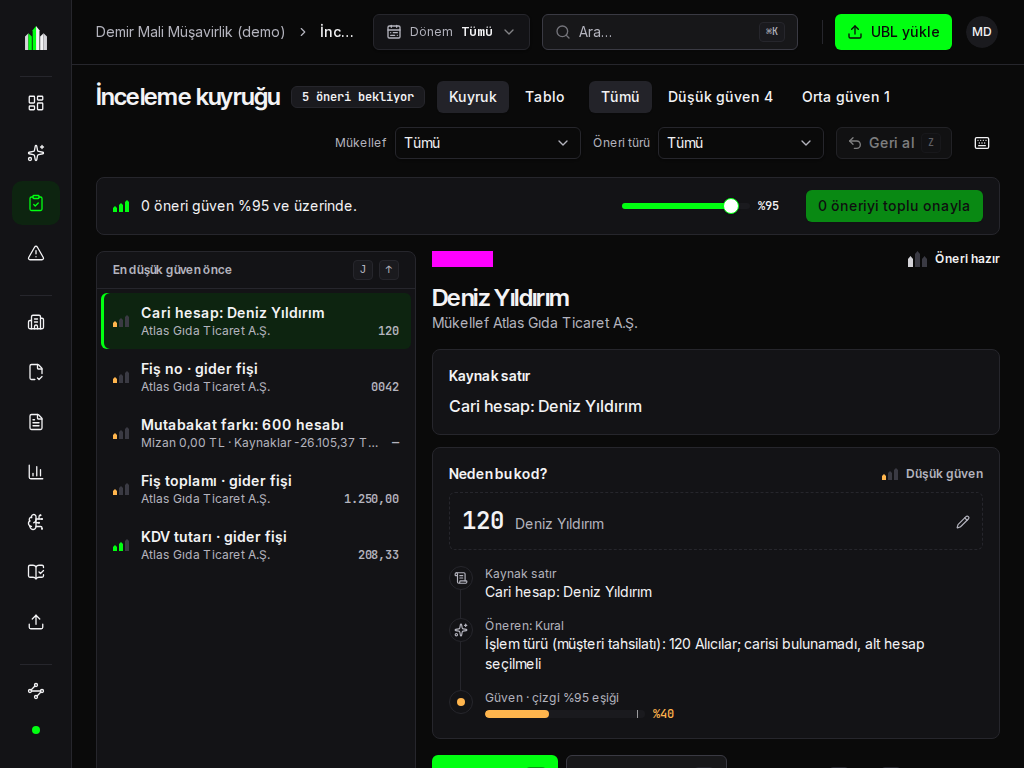 Demir Mali Müşavirlik (demo) > İnc…
Dönem Tümü
Ara…
⌘K
UBL yükle
MD
İnceleme kuyruğu
5 öneri bekliyor
Kuyruk
Tablo
Tümü
Düşük güven 4
Orta güven 1
Mükellef
Tümü
Öneri türü
Tümü
Geri al Z
0 öneri güven %95 ve üzerinde.
%95
0 öneriyi toplu onayla
En düşük güven önce
J ↑
Cari hesap: Deniz Yıldırım
Atlas Gıda Ticaret A.Ş. 120
Fiş no · gider fişi
Atlas Gıda Ticaret A.Ş. 0042
Mutabakat farkı: 600 hesabı
Mizan 0,00 TL · Kaynaklar -26.105,37 T… —
Fiş toplamı · gider fişi
Atlas Gıda Ticaret A.Ş. 1.250,00
KDV tutarı · gider fişi
Atlas Gıda Ticaret A.Ş. 208,33
Öneri hazır
Deniz Yıldırım
Mükellef Atlas Gıda Ticaret A.Ş.
Kaynak satır
Cari hesap: Deniz Yıldırım
Neden bu kod?
Düşük güven
120 Deniz Yıldırım
Kaynak satır
Cari hesap: Deniz Yıldırım
Öneren: Kural
İşlem türü (müşteri tahsilatı): 120 Alıcılar; carisi bulunamadı, alt hesap
seçilmeli
Güven · çizgi %95 eşiği
%40